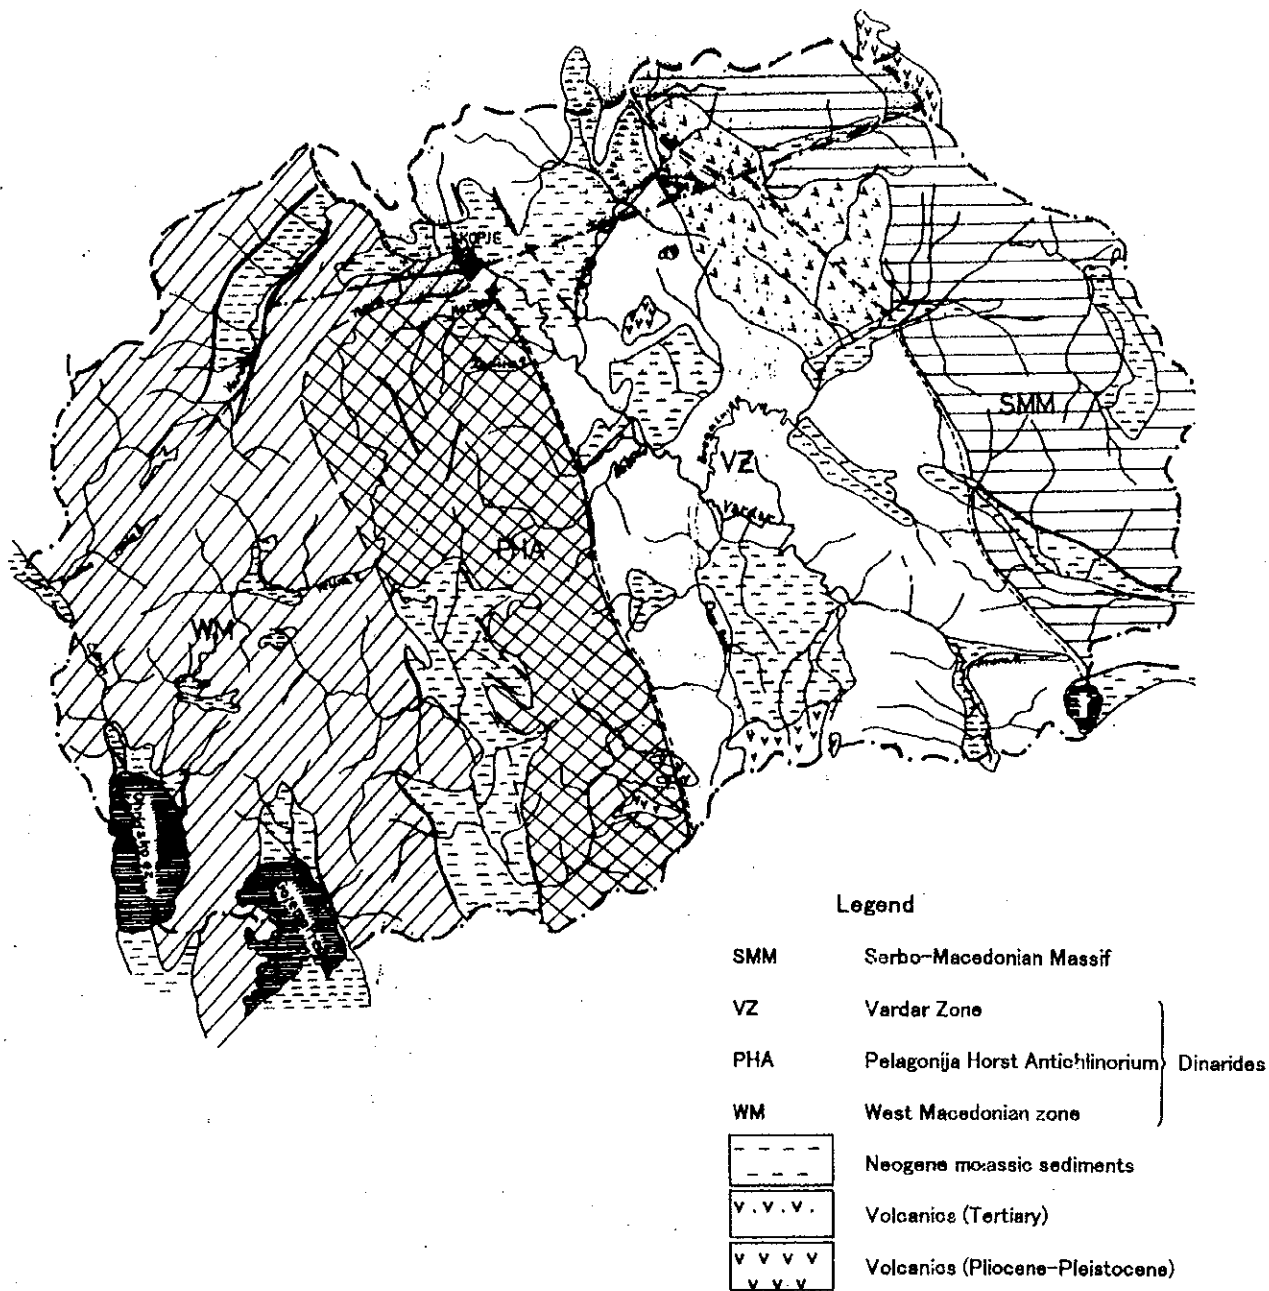 SKOPJE
SMM
VZ
Vardar
PHA
WM
Legend
SMM Serbo-Macedonian Massif
VZ Vardar Zone
PHA Pelagonija Horst Antichlinorium
Dinarides
WM West Macedonian zone
Neogene molassic sediments
Volcanics (Tertiary)
Volcanics (Pliocene-Pleistocene)